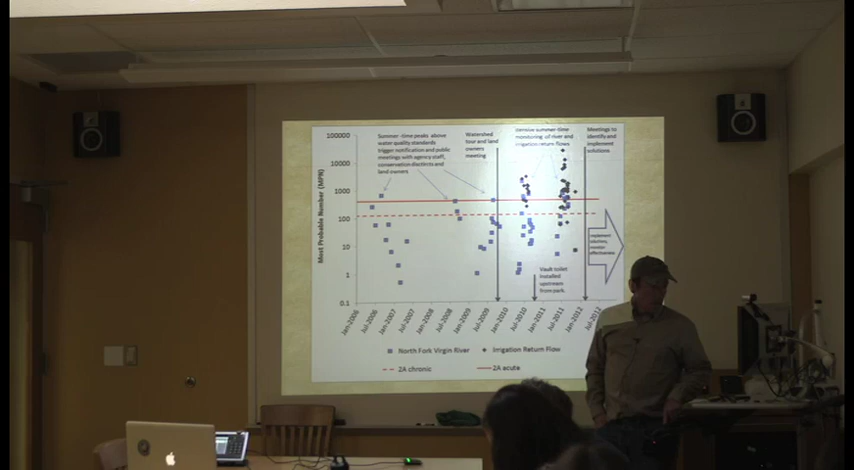 Summer-time peaks above
water quality standards
trigger notification and public
meetings with agency staff,
conservation districts and
land owners
Watershed
tour and land
owners
meeting
Intensive summer-time
monitoring of river and
irrigation return flows
Meetings to
identify and
implement
solutions
Most Probable Number (MPN)
100000
10000
1000
100
10
1
0.1
Vault toilet
installed
upstream
from park.
implement
solutions,
monitor
effectiveness
Jan-2006
Jul-2006
Jan-2007
Jul-2007
Jan-2008
Jul-2008
Jan-2009
Jul-2009
Jan-2010
Jul-2010
Jan-2011
Jul-2011
Jan-2012
Jul-2012
North Fork Virgin River
Irrigation Return Flow
2A chronic
2A acute